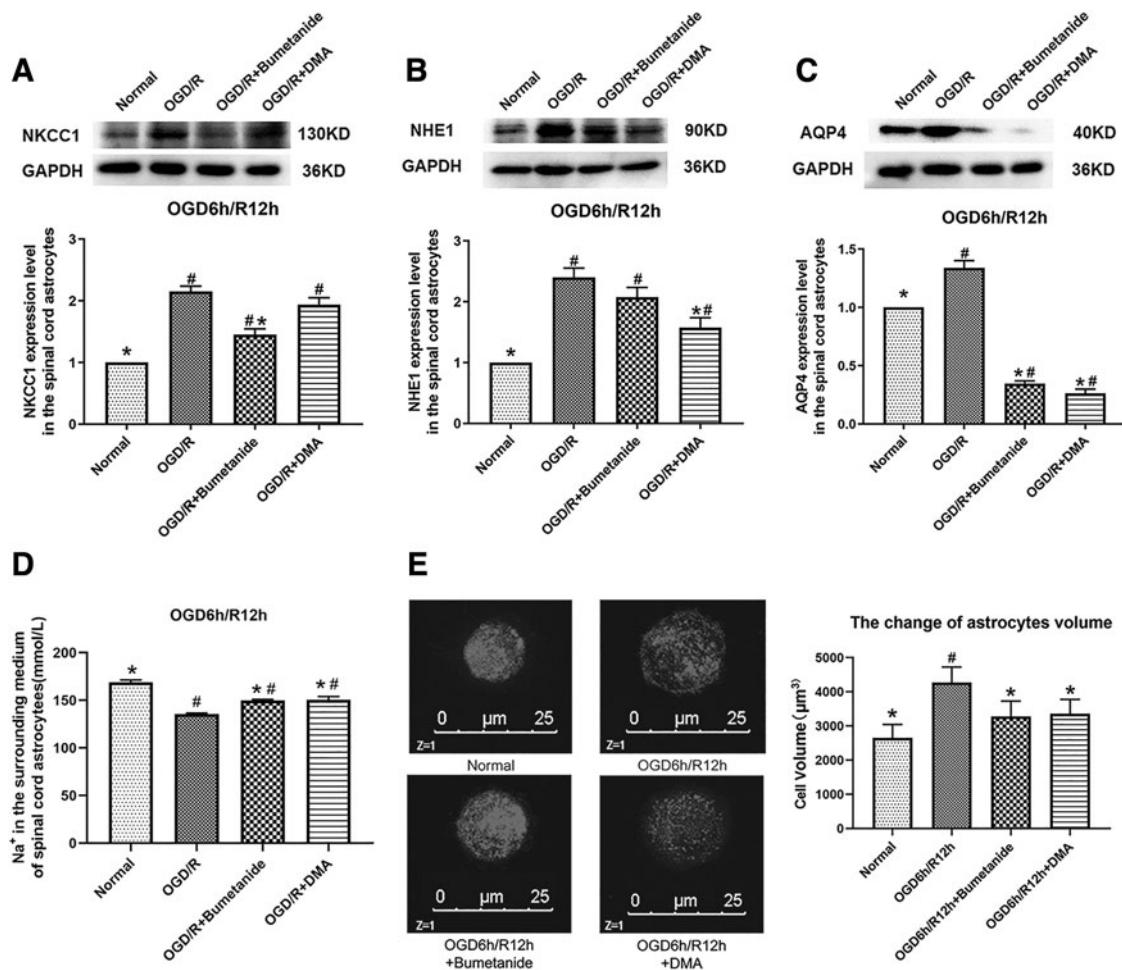 A
Normal
OGD/R
OGD/R+Bumetanide
OGD/R+DMA
NKCC1
130KD
GAPDH
36KD
OGD6h/R12h
NKCC1 expression level
in the spinal cord astrocytes
3
2
1
0
*
#
#*
#
Normal
OGD/R
OGD/R+Bumetanide
OGD/R+DMA
B
Normal
OGD/R
OGD/R+Bumetanide
OGD/R+DMA
NHE1
90KD
GAPDH
36KD
OGD6h/R12h
NHE1 expression level
in the spinal cord astrocytes
3
2
1
0
*
#
#
*#
Normal
OGD/R
OGD/R+Bumetanide
OGD/R+DMA
C
Normal
OGD/R
OGD/R+Bumetanide
OGD/R+DMA
AQP4
40KD
GAPDH
36KD
OGD6h/R12h
AQP4 expression level
in the spinal cord astrocytes
1.5
1.0
0.5
0.0
*
#
*#
*#
Normal
OGD/R
OGD/R+Bumetanide
OGD/R+DMA
D
OGD6h/R12h
Na+ in the surrounding medium
of spinal cord astrocytees(mmol/L)
200
150
100
50
0
*
#
*#
*#
Normal
OGD/R
OGD/R+Bumetanide
OGD/R+DMA
E
0 μm 25
Z=1
Normal
0 μm 25
Z=1
OGD6h/R12h
0 μm 25
Z=1
OGD6h/R12h
+Bumetanide
0 μm 25
Z=1
OGD6h/R12h
+DMA
The change of astrocytes volume
Cell Volume(μm³)
5000
4000
3000
2000
1000
0
*
#
*
*
Normal
OGD6h/R12h
OGD6h/R12h+Bumetanide
OGD6h/R12h+DMA